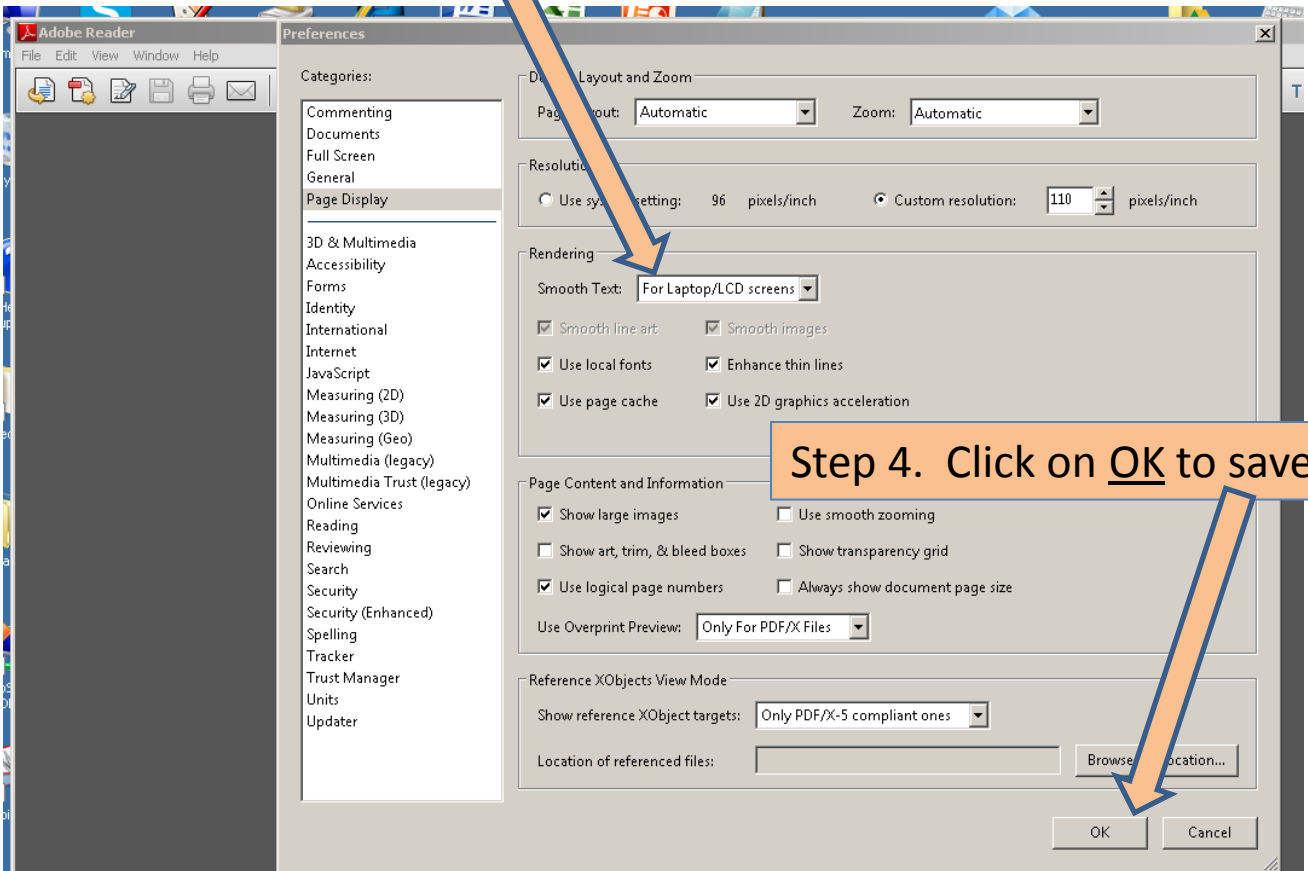 Adobe Reader
Preferences
File Edit View Window Help
Categories:
Commenting
Documents
Full Screen
General
Page Display
3D & Multimedia
Accessibility
Forms
Identity
International
Internet
JavaScript
Measuring (2D)
Measuring (3D)
Measuring (Geo)
Multimedia (legacy)
Multimedia Trust (legacy)
Online Services
Reading
Reviewing
Search
Security
Security (Enhanced)
Spelling
Tracker
Trust Manager
Units
Updater
Layout and Zoom
Automatic Zoom: Automatic
Resolution
Use setting: 96 pixels/inch Custom resolution: 110 pixels/inch
Rendering
Smooth Text: For Laptop/LCD screens
Smooth line art Smooth images
Use local fonts Enhance thin lines
Use page cache Use 2D graphics acceleration
Step 4. Click on OK to save
Page Content and Information
Show large images Use smooth zooming
Show art, trim, & bleed boxes Show transparency grid
Use logical page numbers Always show document page size
Use Overprint Preview: Only For PDF/X Files
Reference XObjects View Mode
Show reference XObject targets: Only PDF/X-5 compliant ones
Location of referenced files: Browse
OK Cancel